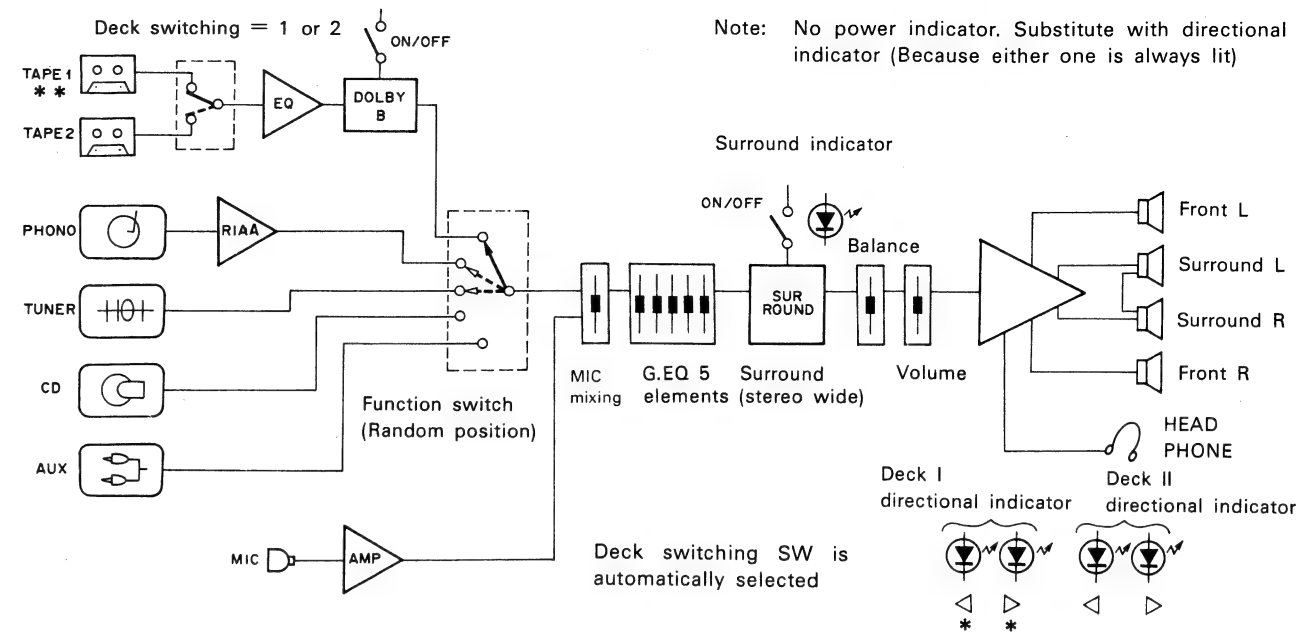 Deck switching = 1 or 2
ON/OFF
Note: No power indicator. Substitute with directional
indicator (Because either one is always lit)
TAPE 1
* *
TAPE2
EQ
DOLBY
B
Surround indicator
ON/OFF
Balance
PHONO
RIAA
TUNER
CD
AUX
Function switch
(Random position)
MIC
mixing
G.EQ 5
elements
SUR
ROUND
Surround
(stereo wide)
Volume
Front L
Surround L
Surround R
Front R
HEAD
PHONE
MIC
AMP
Deck switching SW is
automatically selected
Deck I
directional indicator
Deck II
directional indicator
◁ ▷ ◁ ▷
* *